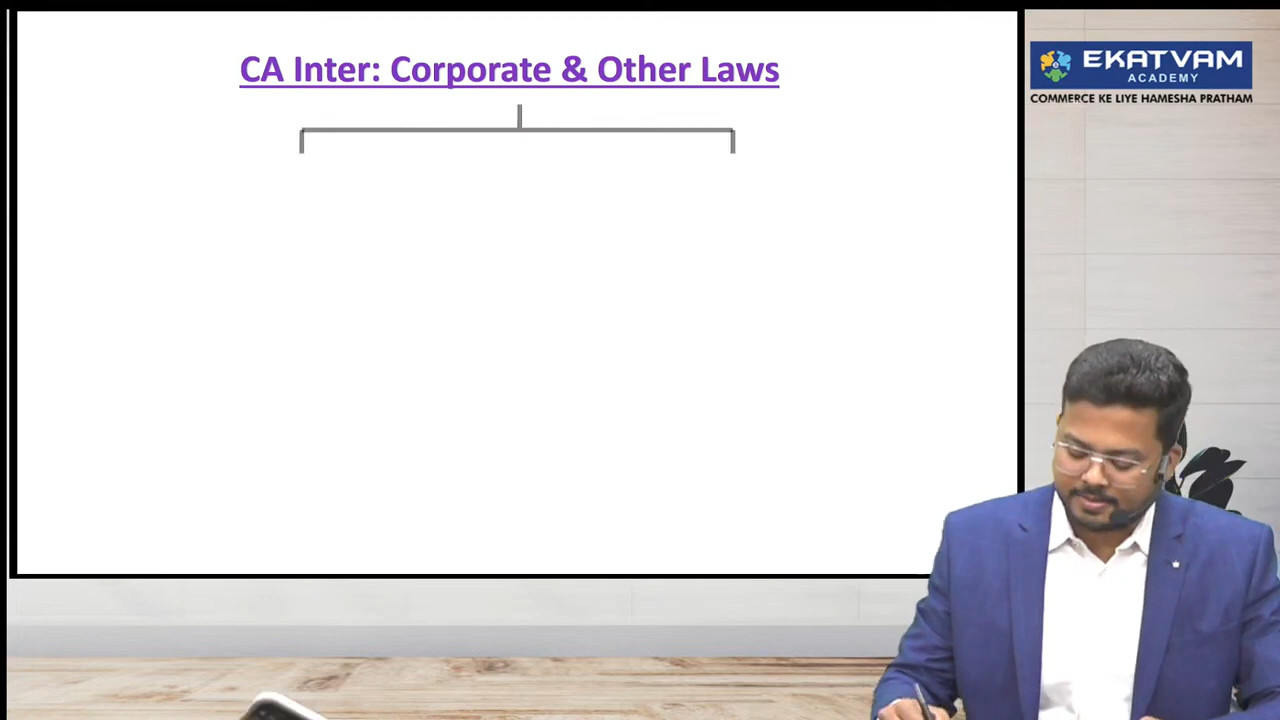 CA Inter: Corporate & Other Laws
EKATVAM
ACADEMY
COMMERCE KE LIYE HAMESHA PRATHAM